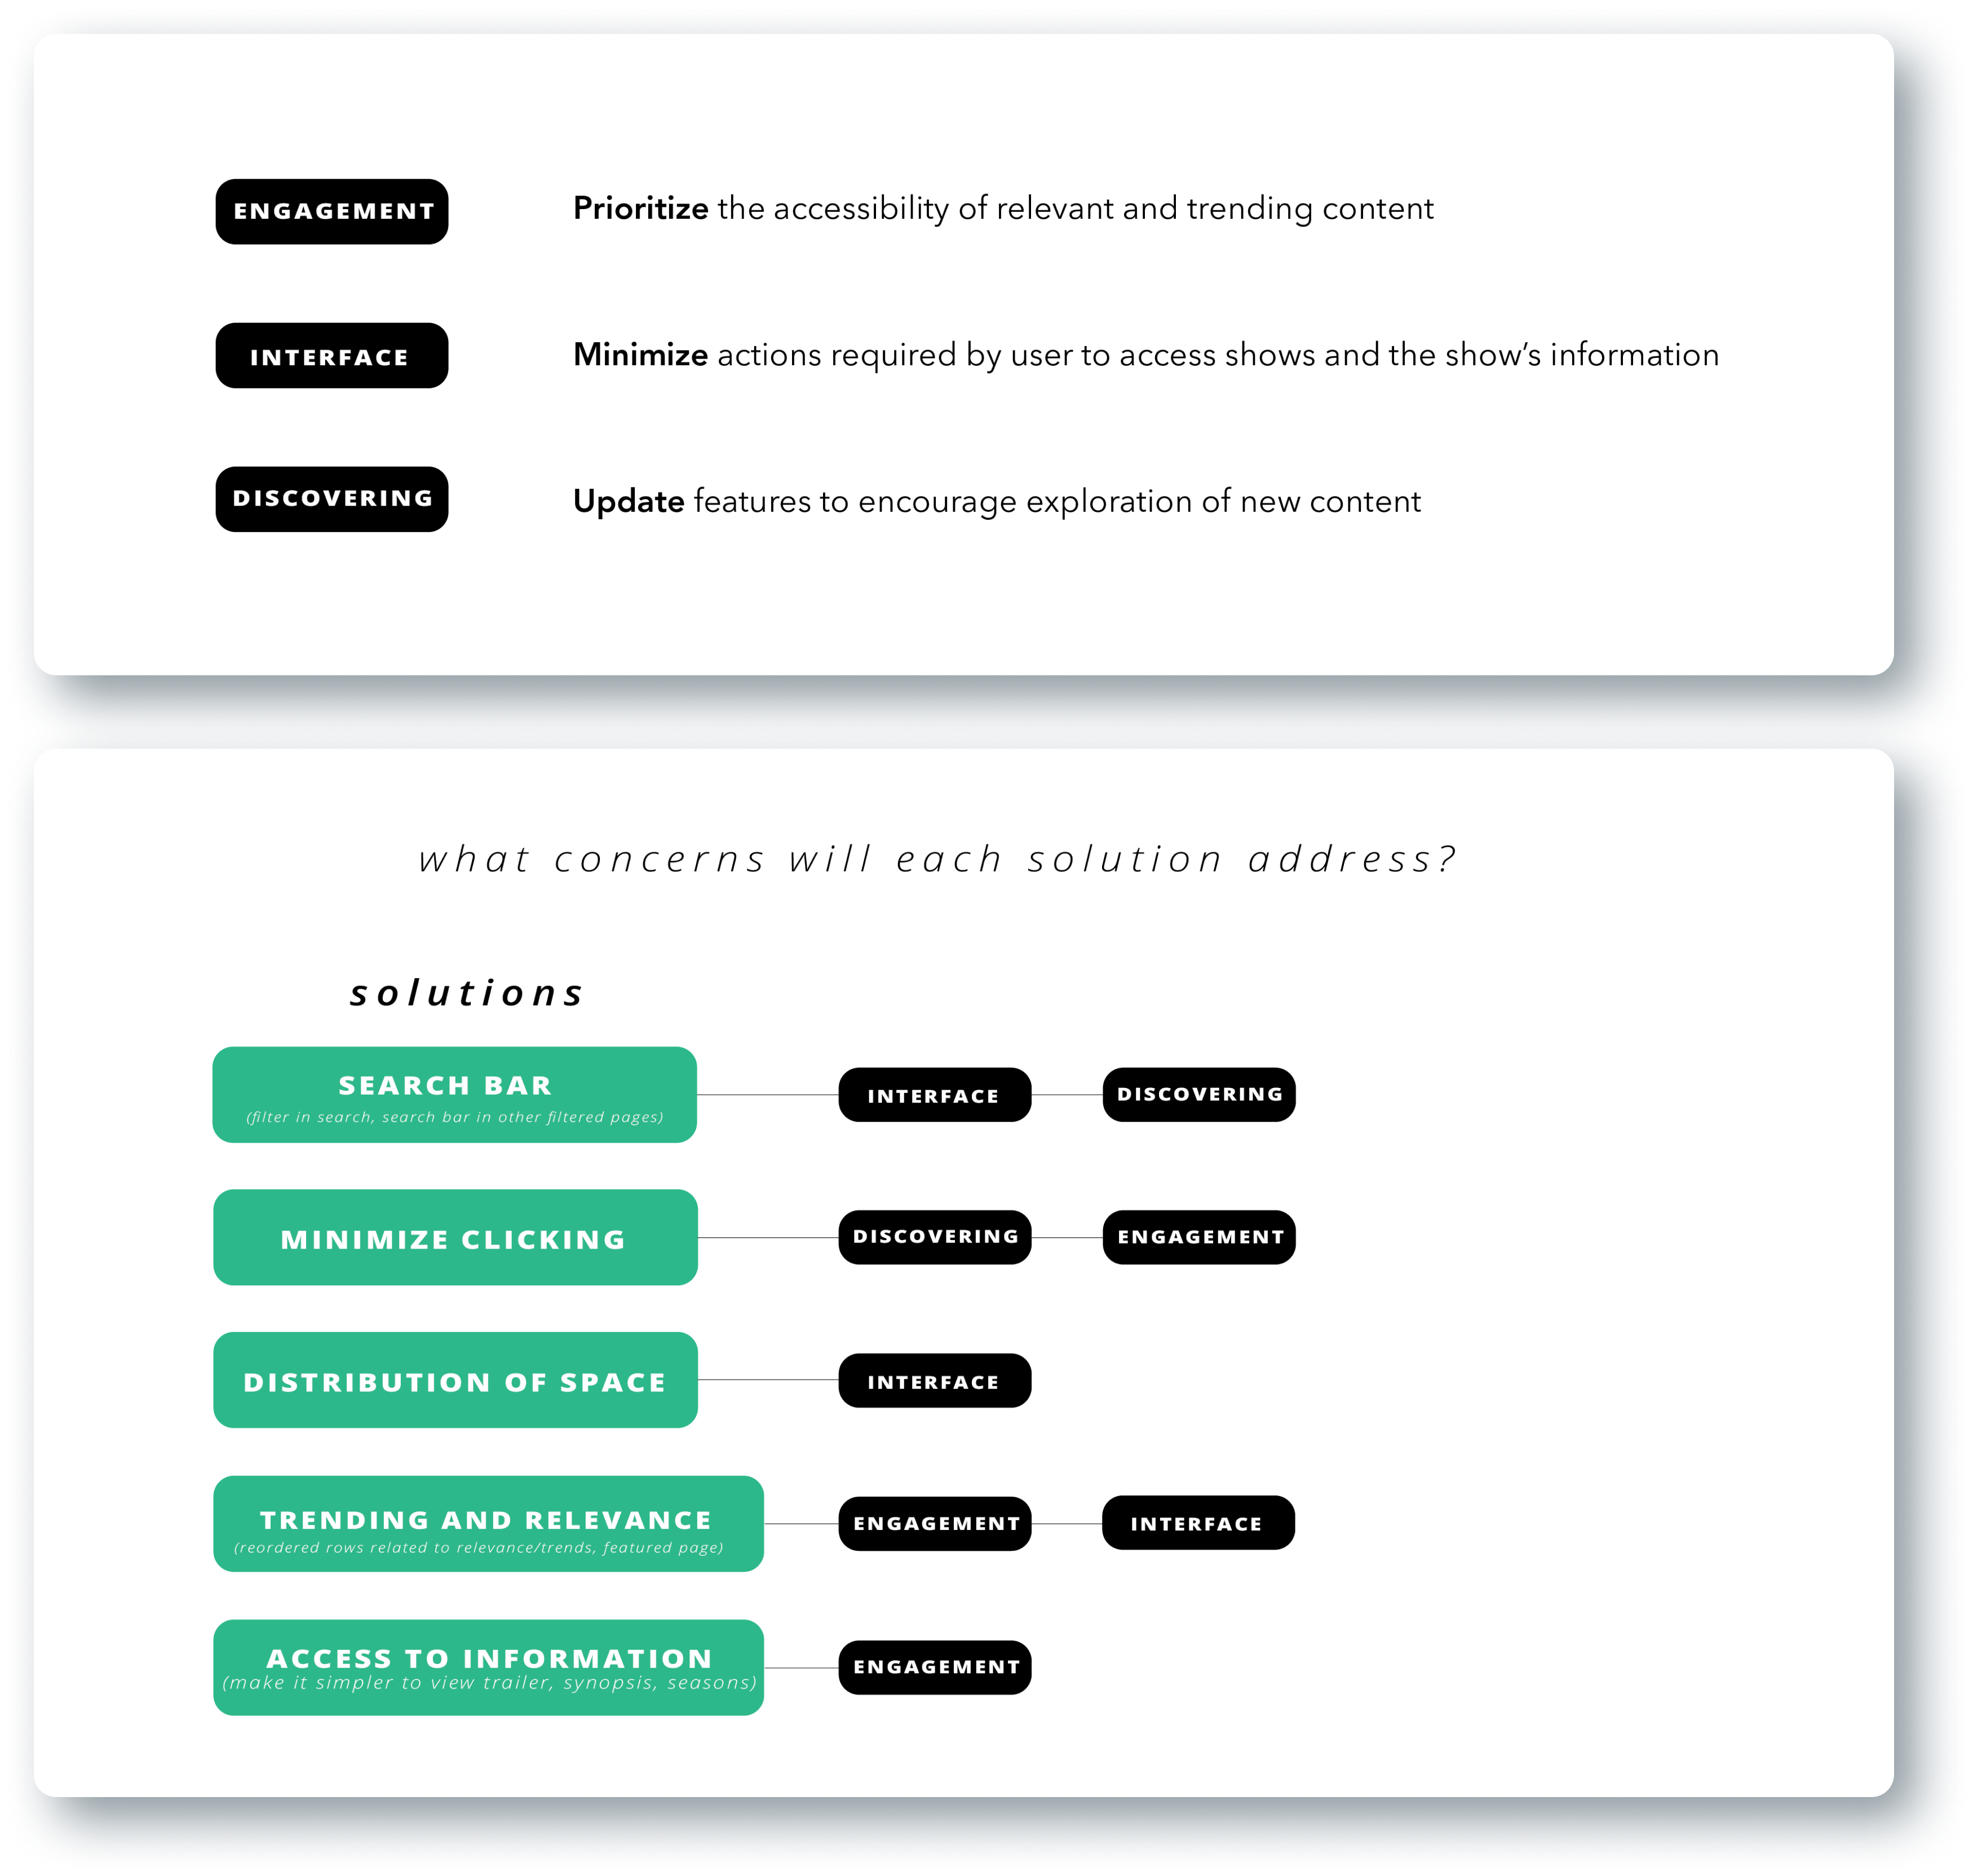 ENGAGEMENT Prioritize the accessibility of relevant and trending content
INTERFACE Minimize actions required by user to access shows and the show’s information
DISCOVERING Update features to encourage exploration of new content
what concerns will each solution address?
solutions
SEARCH BAR
(filter in search, search bar in other filtered pages)
INTERFACE DISCOVERING
MINIMIZE CLICKING DISCOVERING ENGAGEMENT
DISTRIBUTION OF SPACE INTERFACE
TRENDING AND RELEVANCE
(reordered rows related to relevance/trends, featured page)
ENGAGEMENT INTERFACE
ACCESS TO INFORMATION
(make it simpler to view trailer, synopsis, seasons)
ENGAGEMENT